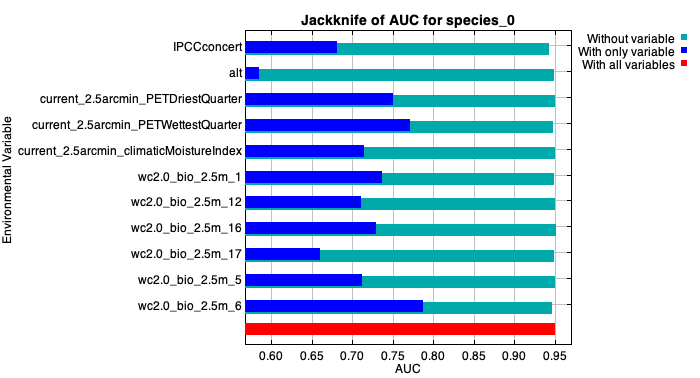 Jackknife of AUC for species_0
Without variable
With only variable
With all variables
Environmental Variable
IPCCconcert
alt
current_2.5arcmin_PETDriestQuarter
current_2.5arcmin_PETWettestQuarter
current_2.5arcmin_climaticMoistureIndex
wc2.0_bio_2.5m_1
wc2.0_bio_2.5m_12
wc2.0_bio_2.5m_16
wc2.0_bio_2.5m_17
wc2.0_bio_2.5m_5
wc2.0_bio_2.5m_6
0.60 0.65 0.70 0.75 0.80 0.85 0.90 0.95
AUC